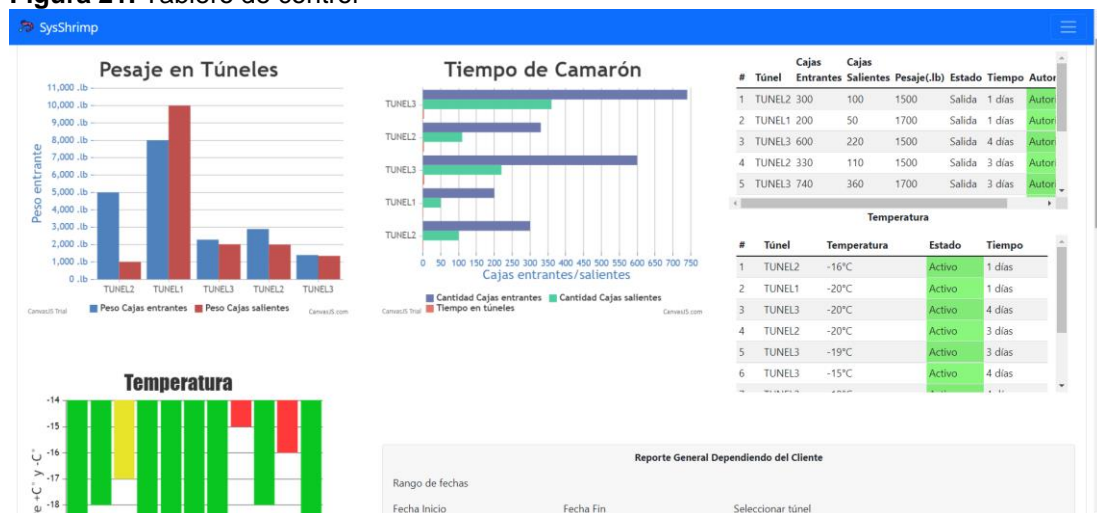 Figura 21. Tablero de control
SysShrimp
Pesaje en Túneles
11,000 .lb
10,000 .lb
9,000 .lb
8,000 .lb
7,000 .lb
6,000 .lb
5,000 .lb
4,000 .lb
3,000 .lb
2,000 .lb
1,000 .lb
0 .lb
Peso entrante
TUNEL2 TUNEL1 TUNEL3 TUNEL2 TUNEL3
Peso Cajas entrantes Peso Cajas salientes
CanvasJS Trial CanvasJS.com
Tiempo de Camarón
TUNEL3
TUNEL2
TUNEL3
TUNEL1
TUNEL2
0 50 100 150 200 250 300 350 400 450 500 550 600 650 700 750
Cajas entrantes/salientes
Cantidad Cajas entrantes Cantidad Cajas salientes
Tiempo en túneles
CanvasJS Trial CanvasJS.com
# Túnel Cajas Entrantes Cajas Salientes Pesaje(.lb) Estado Tiempo Autor
1 TUNEL2 300 100 1500 Salida 1 días Autor
2 TUNEL1 200 50 1700 Salida 1 días Autor
3 TUNEL3 600 220 1500 Salida 4 días Autor
4 TUNEL2 330 110 1500 Salida 3 días Autor
5 TUNEL3 740 360 1700 Salida 3 días Autor
Temperatura
# Túnel Temperatura Estado Tiempo
1 TUNEL2 -16°C Activo 1 días
2 TUNEL1 -20°C Activo 1 días
3 TUNEL3 -20°C Activo 4 días
4 TUNEL2 -20°C Activo 3 días
5 TUNEL3 -19°C Activo 3 días
6 TUNEL3 -15°C Activo 4 días
Temperatura
-14
-15
-16
-17
-18
e +C° y -C°
Reporte General Dependiendo del Cliente
Rango de fechas
Fecha Inicio Fecha Fin Seleccionar túnel